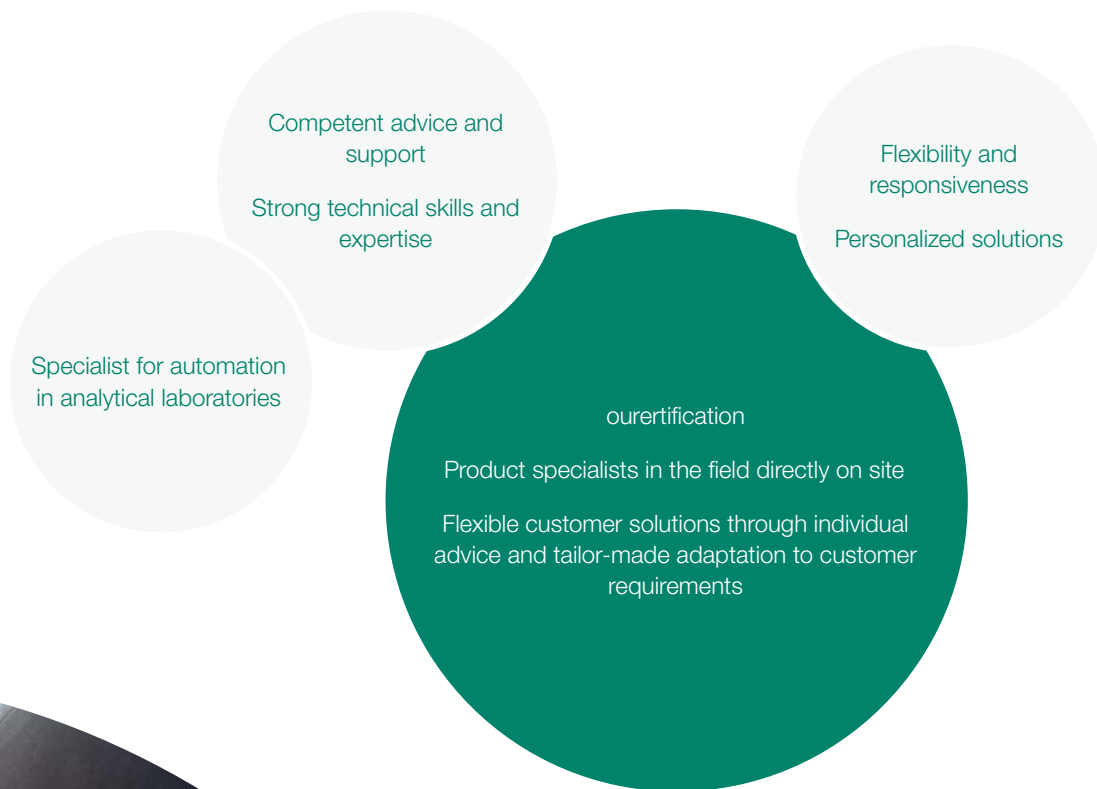 Competent advice and
support
Strong technical skills and
expertise
Flexibility and
responsiveness
Personalized solutions
Specialist for automation
in analytical laboratories
ourertification
Product specialists in the field directly on site
Flexible customer solutions through individual
advice and tailor-made adaptation to customer
requirements